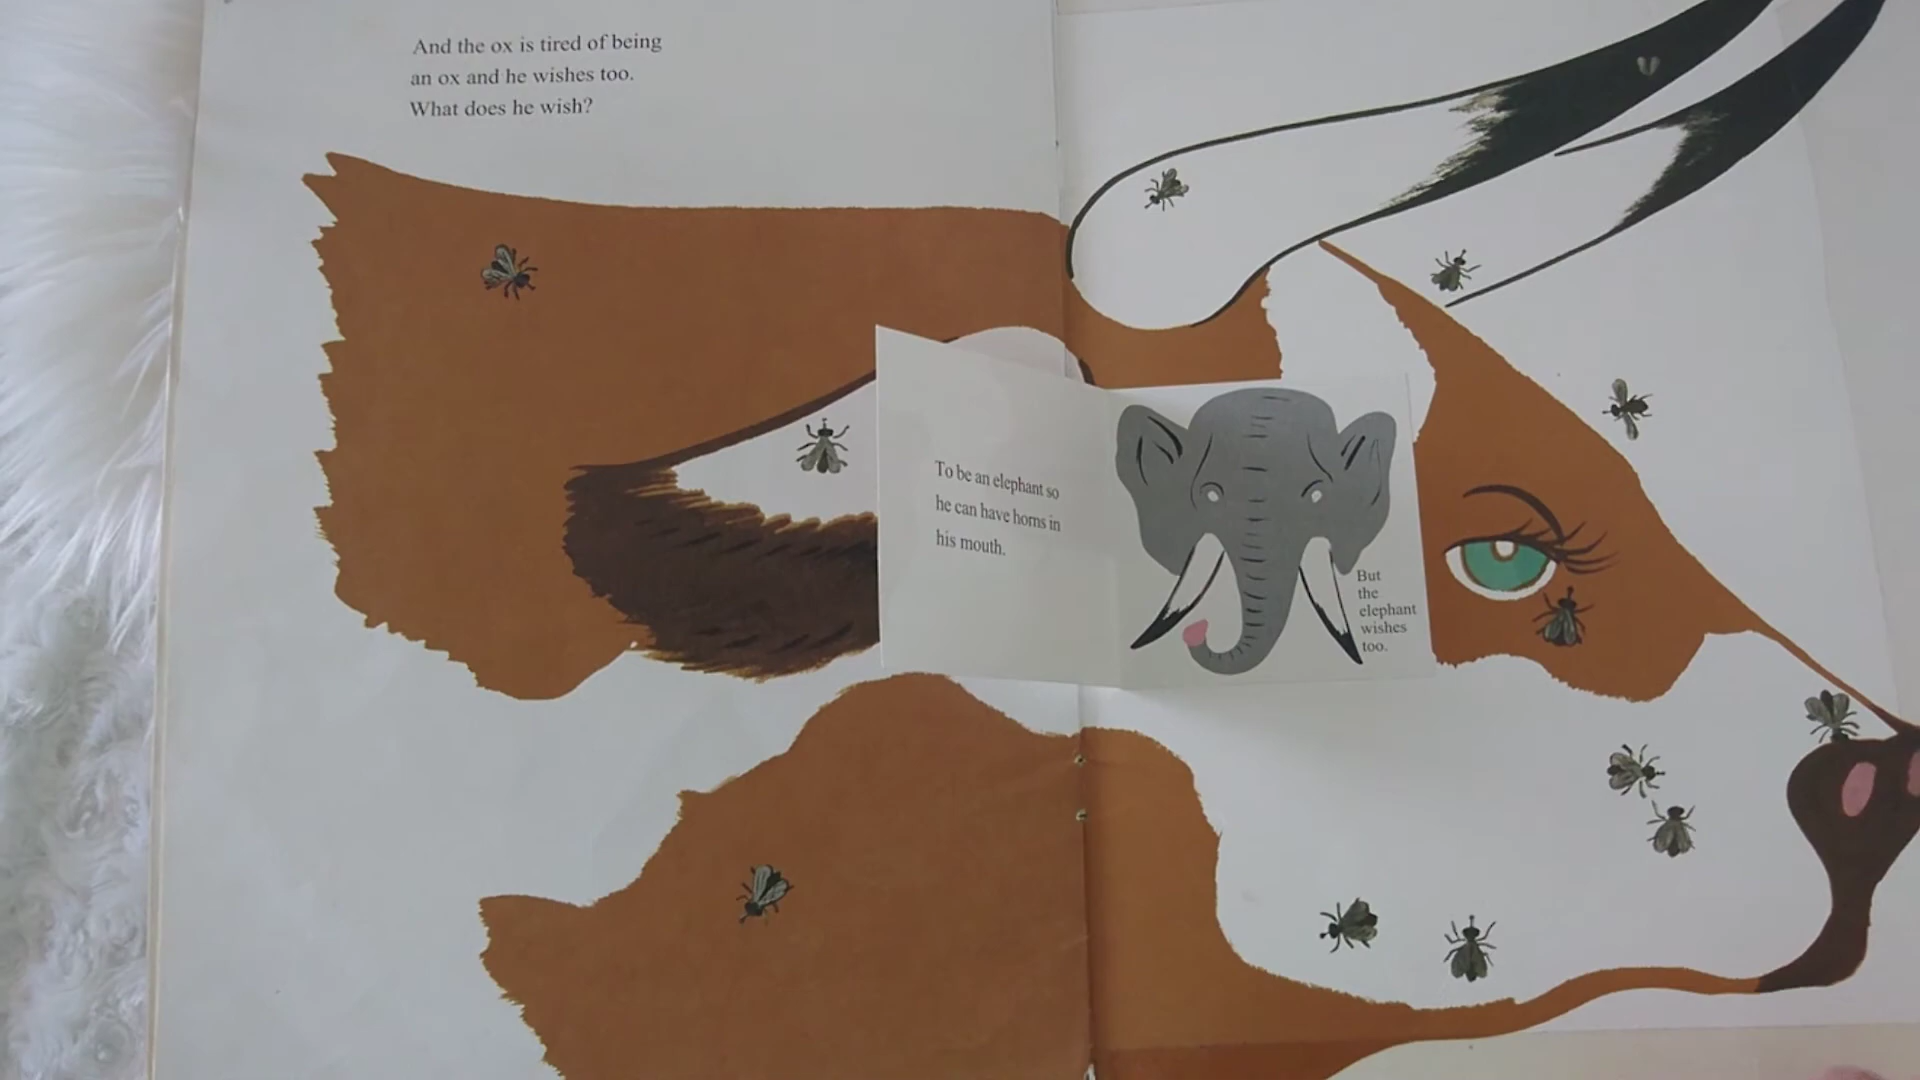 And the ox is tired of being
an ox and he wishes too.
What does he wish?
To be an elephant so
he can have horns in
his mouth.
But
the
elephant
wishes
too.